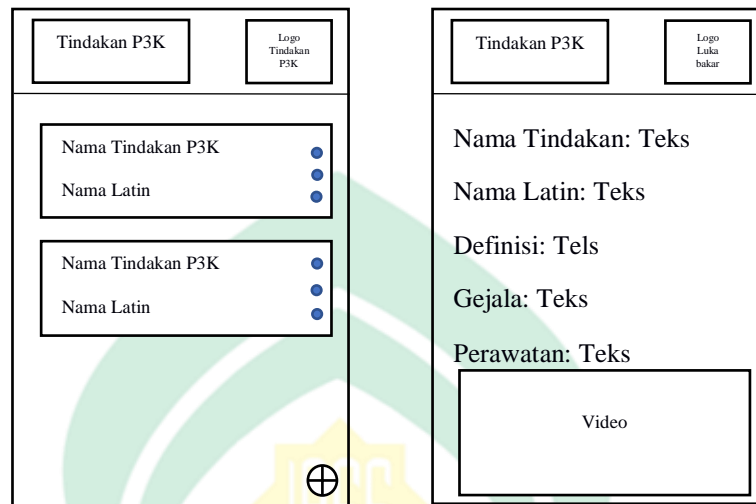 Tindakan P3K
Logo
Tindakan
P3K
Nama Tindakan P3K
Nama Latin
Nama Tindakan P3K
Nama Latin
Tindakan P3K
Logo
Luka
bakar
Nama Tindakan: Teks
Nama Latin: Teks
Definisi: Tels
Gejala: Teks
Perawatan: Teks
Video